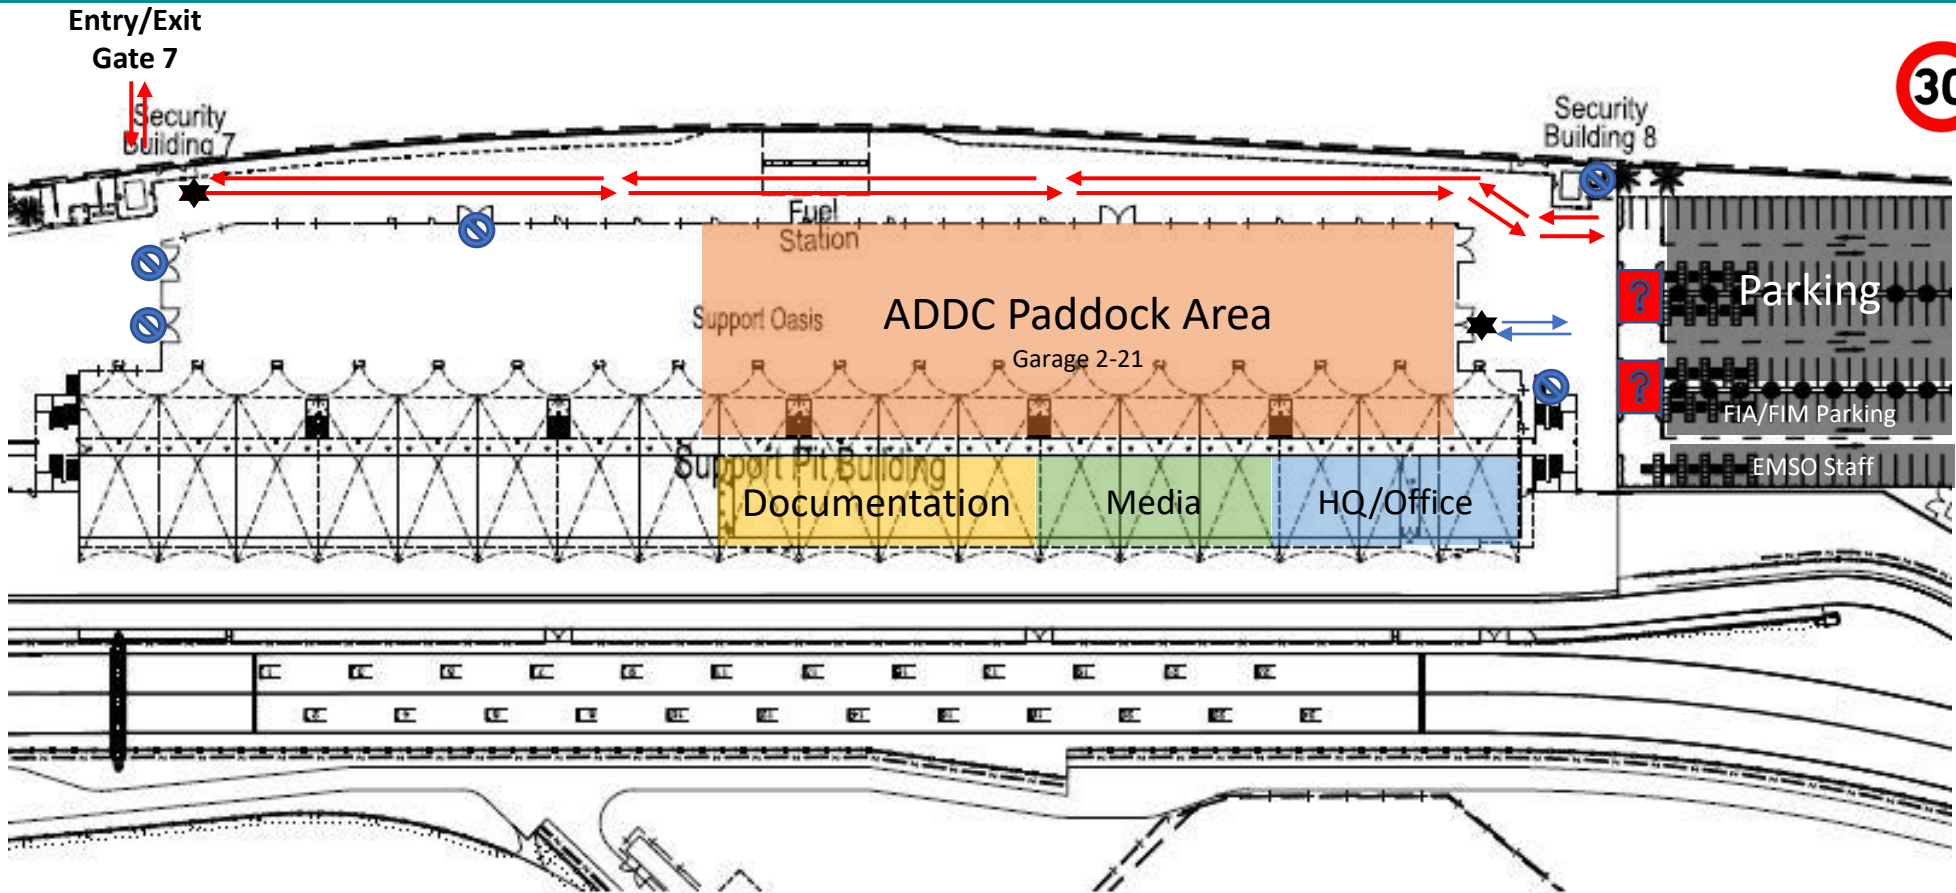 Entry/Exit
Gate 7
Security
Building 7
Security
Building 8
30
Fuel
Station
Support Oasis
ADDC Paddock Area
Garage 2-21
?
Parking
?
FIA/FIM Parking
EMSO Staff
Support Pit Building
Documentation
Media
HQ/Office